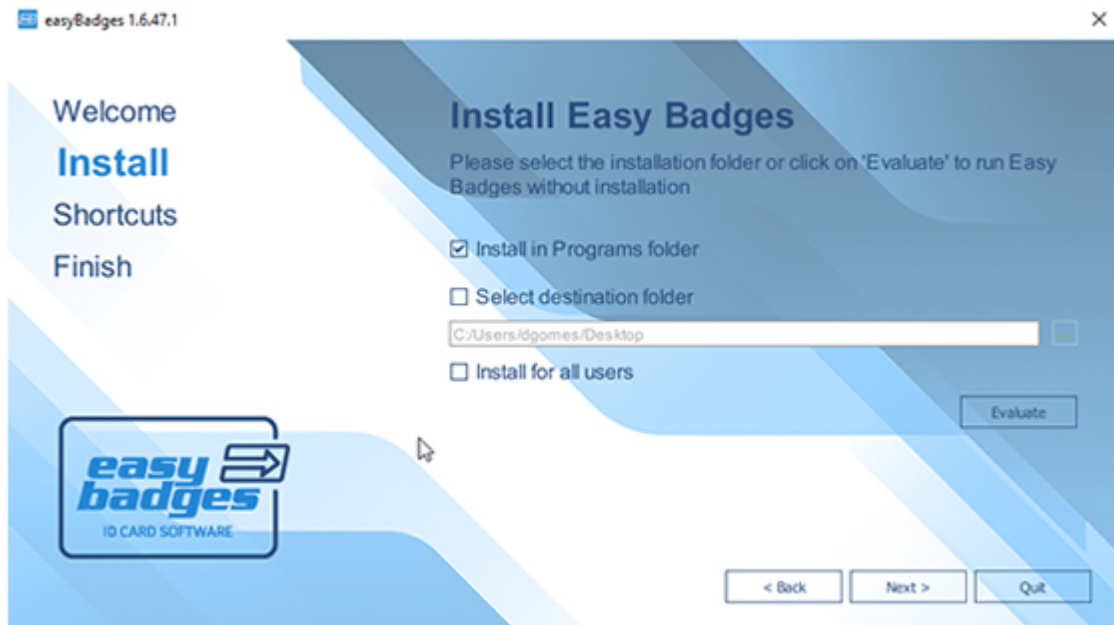 easyBadges 1.6.47.1
Welcome
Install
Shortcuts
Finish
Install Easy Badges
Please select the installation folder or click on 'Evaluate' to run Easy
Badges without installation
Install in Programs folder
Select destination folder
C:/Users/dgomes/Desktop
...
Install for all users
Evaluate
easy
badges
ID CARD SOFTWARE
< Back
Next >
Quit